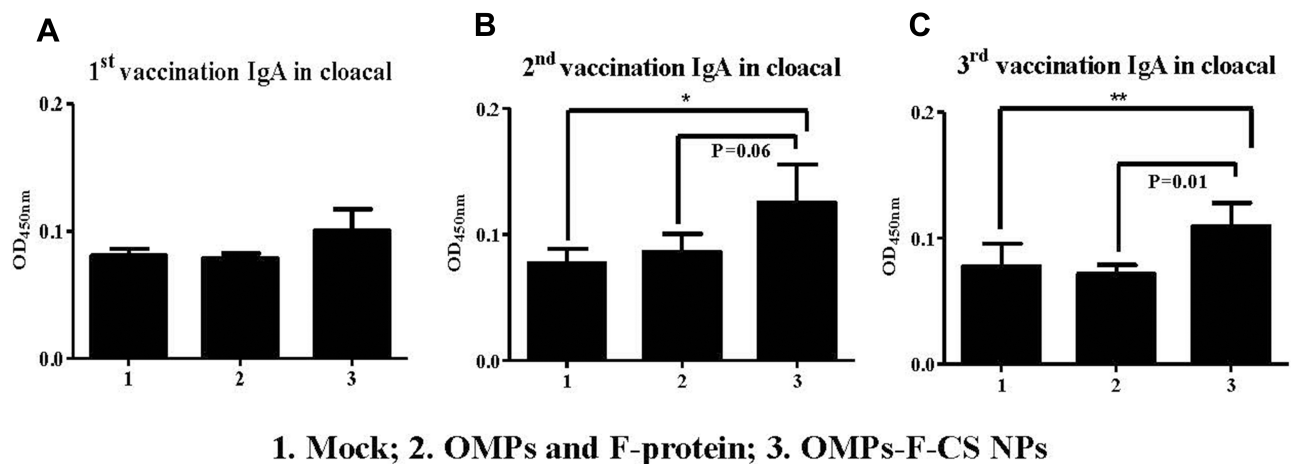 A
1st vaccination IgA in cloacal
0.2
0.1
0.0
OD450nm
1 2 3
B
2nd vaccination IgA in cloacal
0.2
0.1
0.0
OD450nm
*
P=0.06
1 2 3
C
3rd vaccination IgA in cloacal
0.2
0.1
0.0
OD450nm
**
P=0.01
1 2 3
1. Mock; 2. OMPs and F-protein; 3. OMPs-F-CS NPs